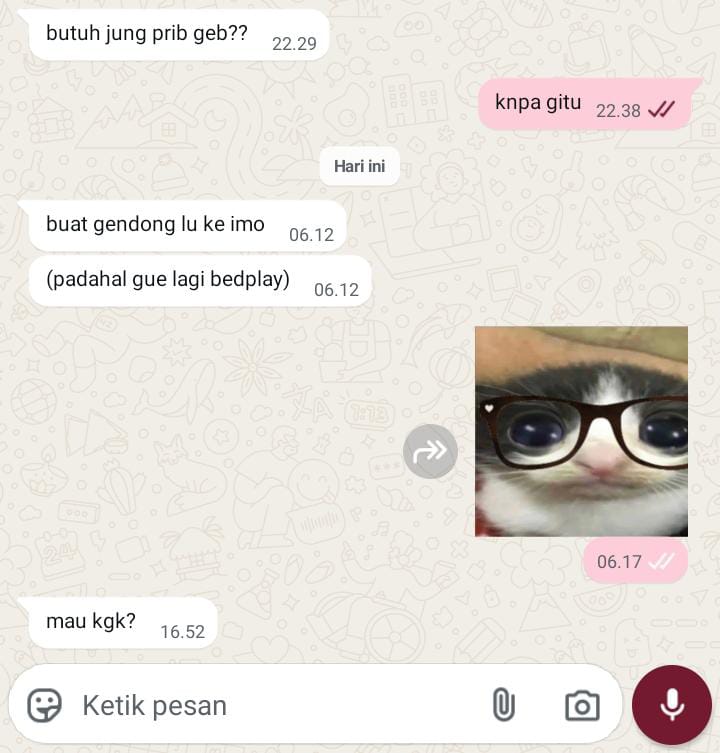 butuh jung prib geb??
22.29
knpa gitu
22.38
Hari ini
buat gendong lu ke imo
06.12
(padahal gue lagi bedplay)
06.12
06.17
mau kgk?
16.52
Ketik pesan